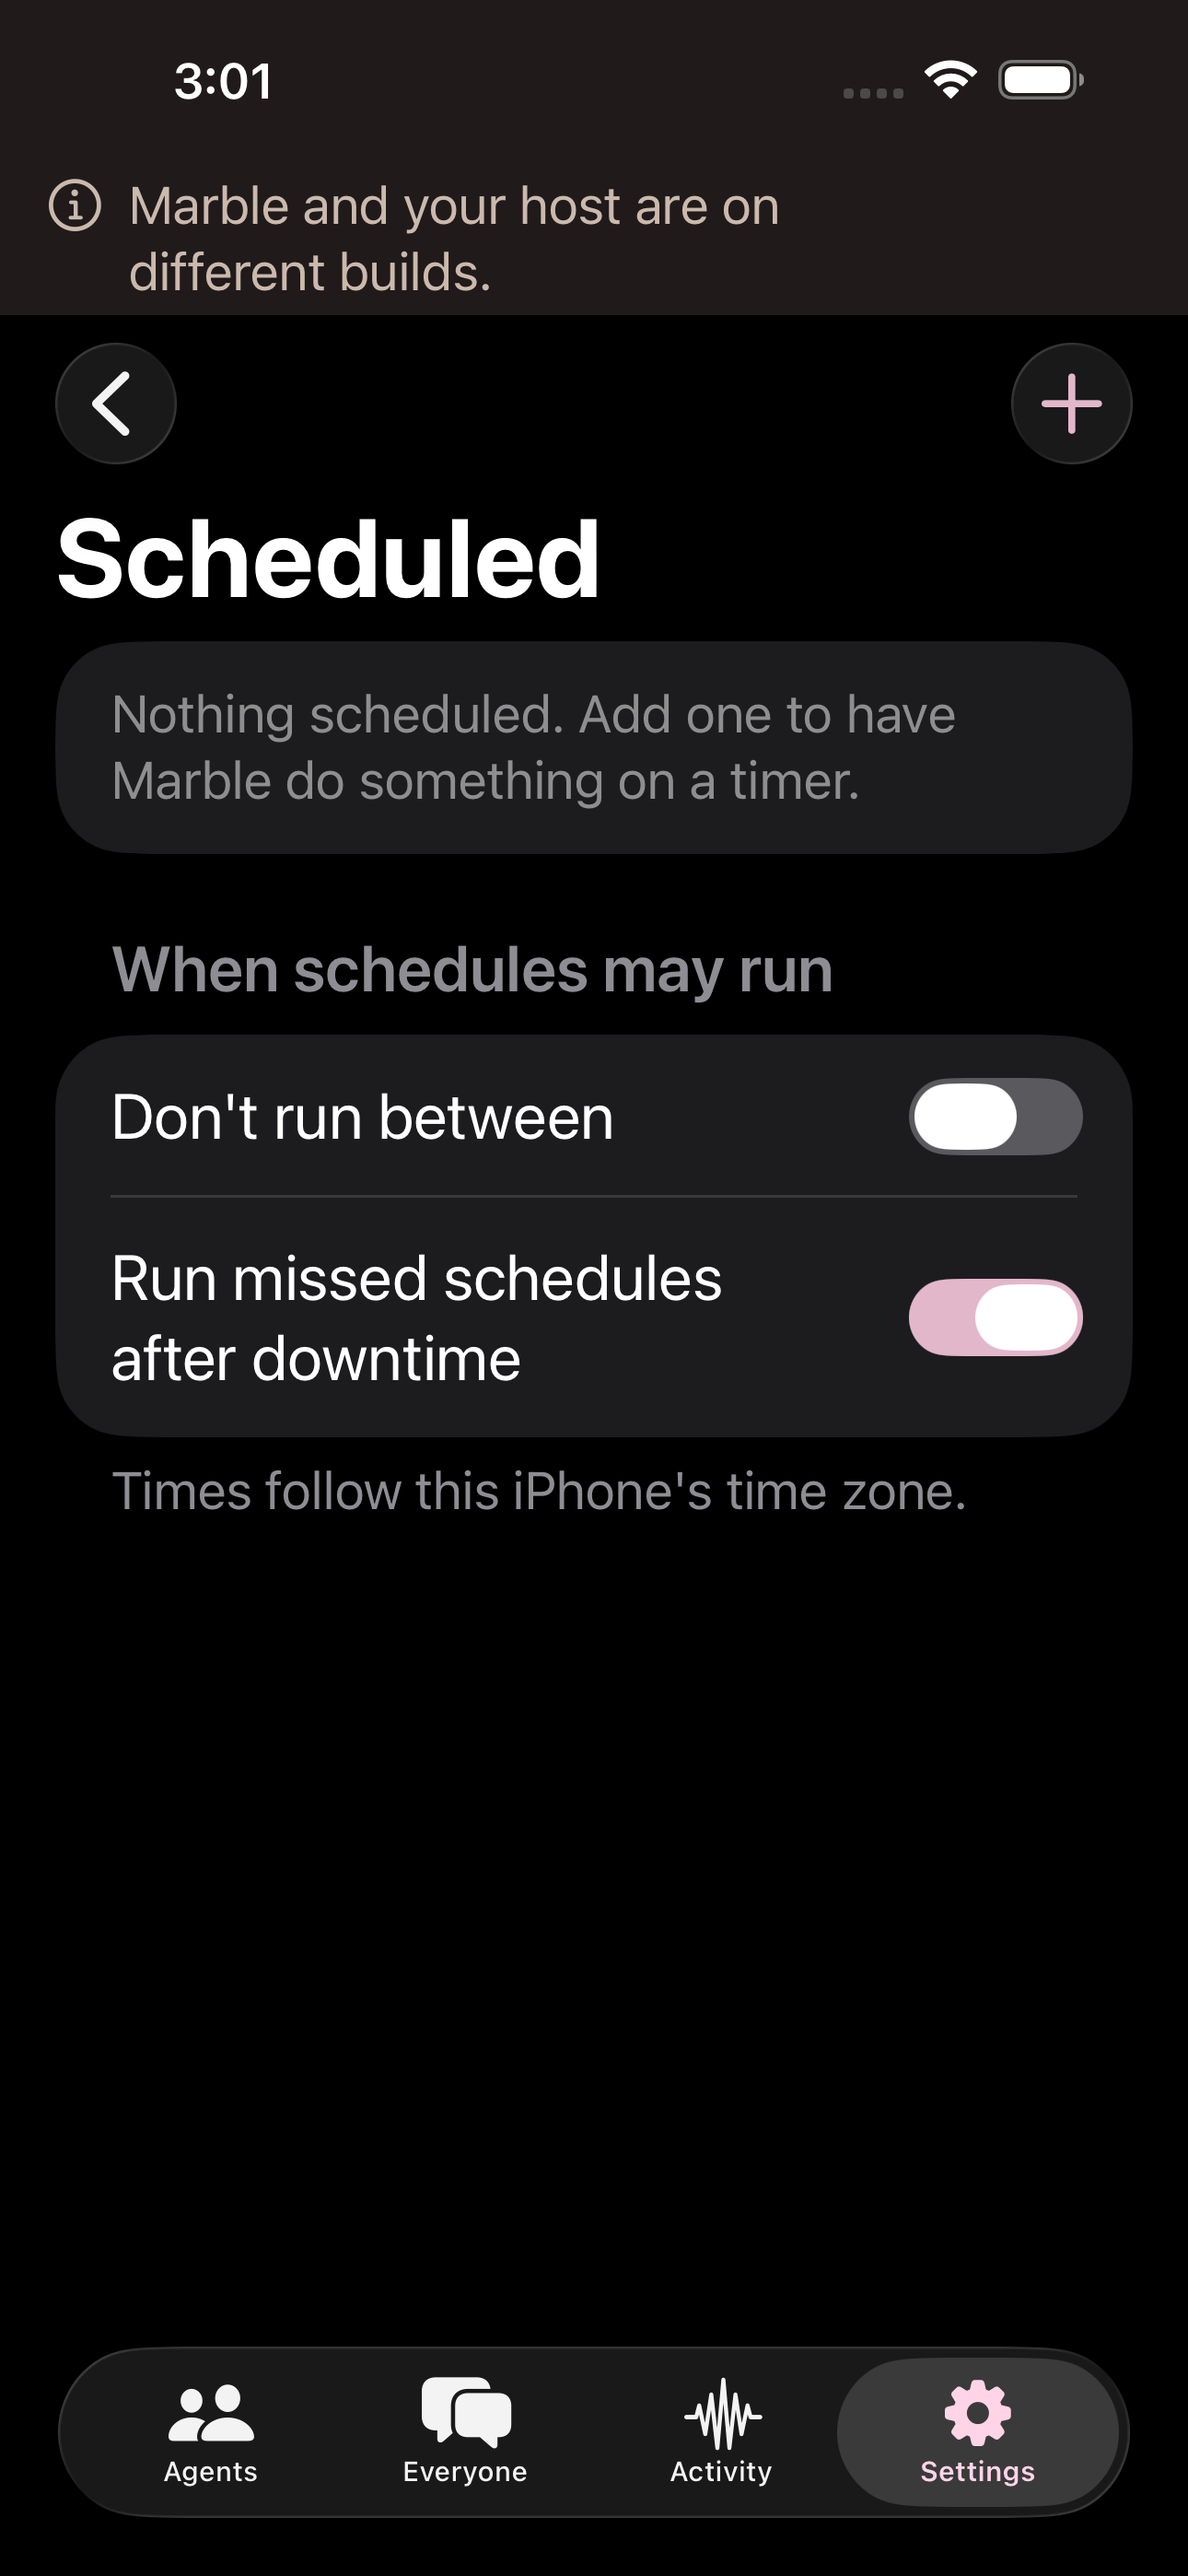 3:01
Marble and your host are on
different builds.
Scheduled
Nothing scheduled. Add one to have
Marble do something on a timer.
When schedules may run
Don't run between
Run missed schedules
after downtime
Times follow this iPhone's time zone.
Agents
Everyone
Activity
Settings